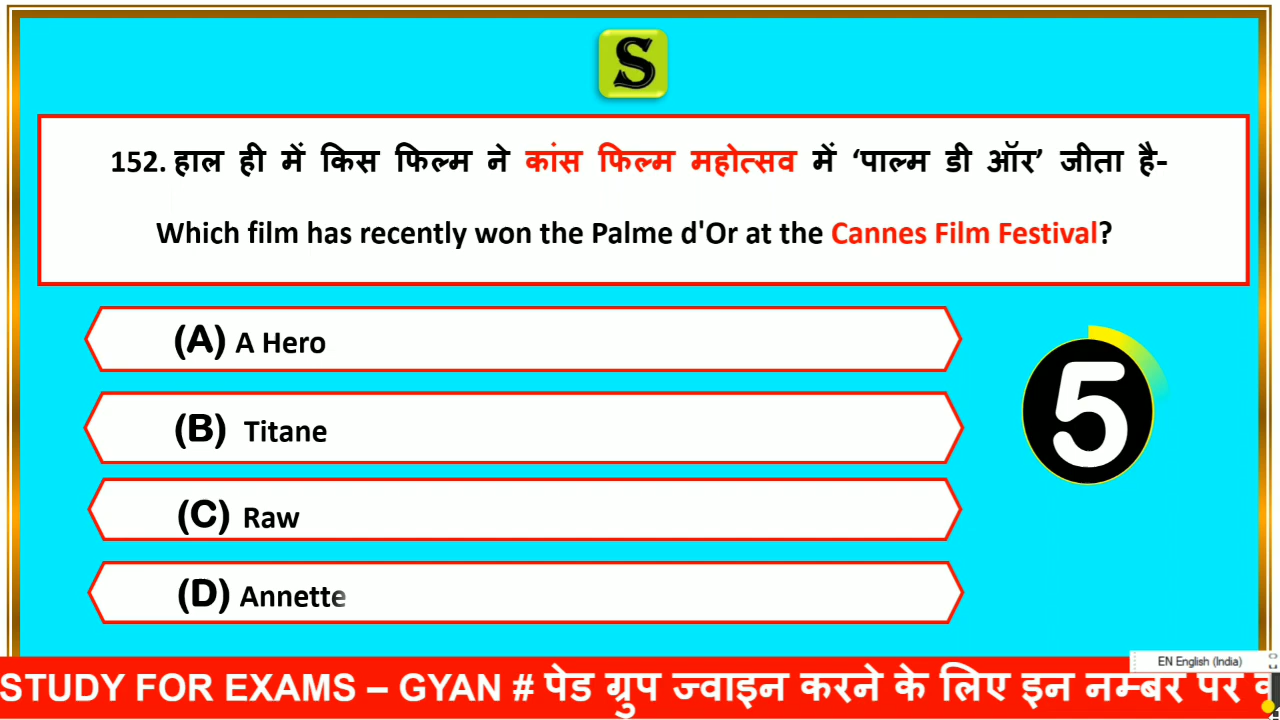 S
152. हाल ही में किस फिल्म ने कांस फिल्म महोत्सव में ‘पाल्म डी ऑर’ जीता है-
Which film has recently won the Palme d'Or at the Cannes Film Festival?
(A) A Hero
(B) Titane
5
(C) Raw
(D) Annette
EN English (India)
STUDY FOR EXAMS – GYAN # पेड ग्रुप ज्वाइन करने के लिए इन नम्बर पर